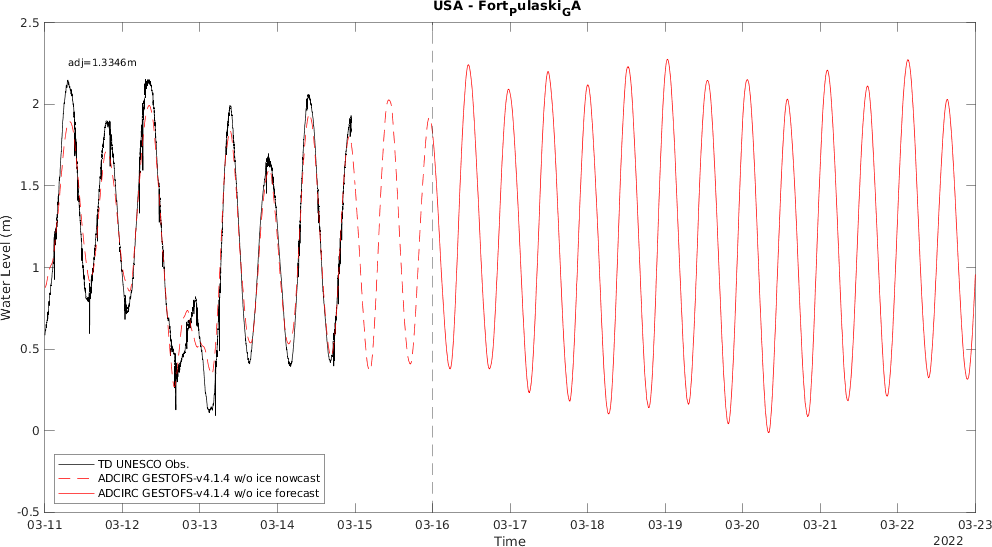 USA - FortPulaskiGA
2.5
adj=1.3346m
2
1.5
1
0.5
0
-0.5
Water Level (m)
TD UNESCO Obs.
ADCIRC GESTOFS-v4.1.4 w/o ice nowcast
ADCIRC GESTOFS-v4.1.4 w/o ice forecast
03-11 03-12 03-13 03-14 03-15 03-16 03-17 03-18 03-19 03-20 03-21 03-22 03-23
Time
2022